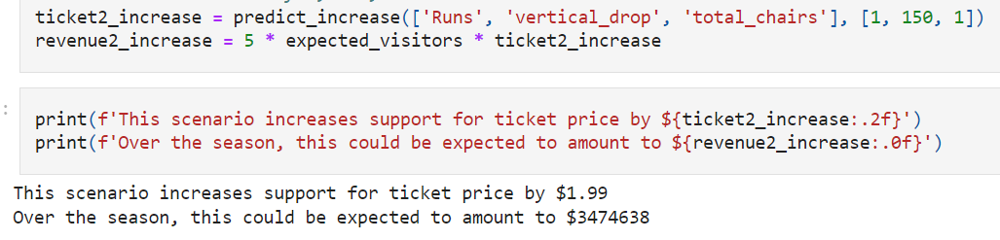 ticket2_increase = predict_increase(['Runs', 'vertical_drop', 'total_chairs'], [1, 150, 1])
revenue2_increase = 5 * expected_visitors * ticket2_increase
:
print(f'This scenario increases support for ticket price by ${ticket2_increase:.2f}')
print(f'Over the season, this could be expected to amount to ${revenue2_increase:.0f}')
This scenario increases support for ticket price by $1.99
Over the season, this could be expected to amount to $3474638